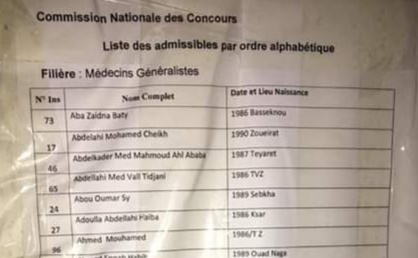 Commission Nationale des Concours
Liste des admissibles par ordre alphabétique
Filière : Médecins Généralistes
N° Ins Nom Complet Date et Lieu Naissance
73 Aba Zaidna Baty 1986 Basseknou
17 Abdelahi Mohamed Cheikh 1990 Zoueirat
46 Abdelkader Med Mahmoud Ahl Ababa 1987 Teyaret
65 Abdellahi Med Vall Tidjani 1986 TVZ
24 Abou Oumar Sy 1989 Sebkha
27 Adoulla Abdellahi Haiba 1986 Ksar
96 Ahmed Mouhamed 1986/T Z
1989 Ouad Naga